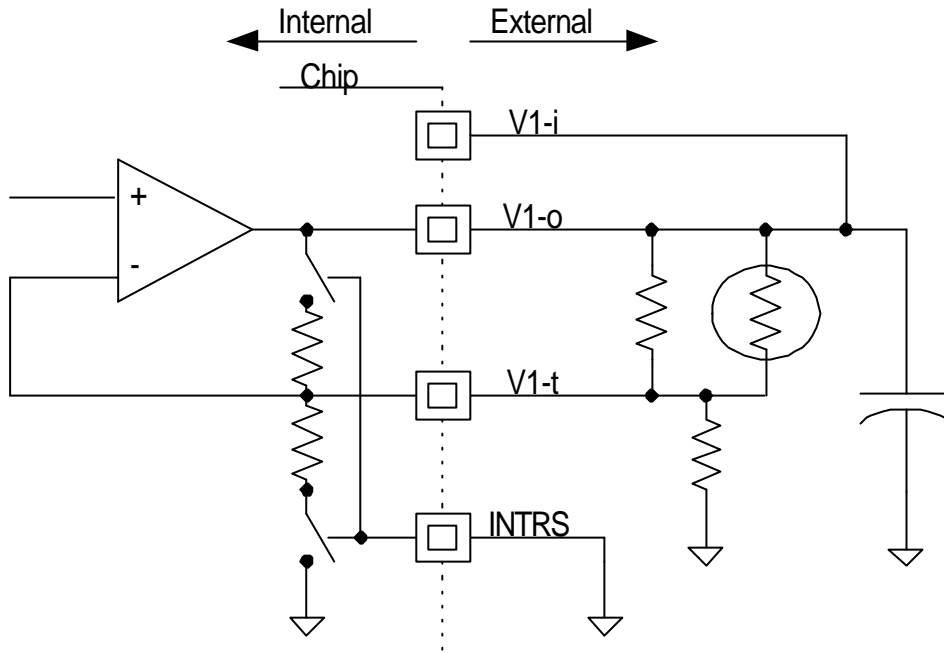 Internal External
Chip
V1-i
+
V1-o
-
V1-t
INTRS